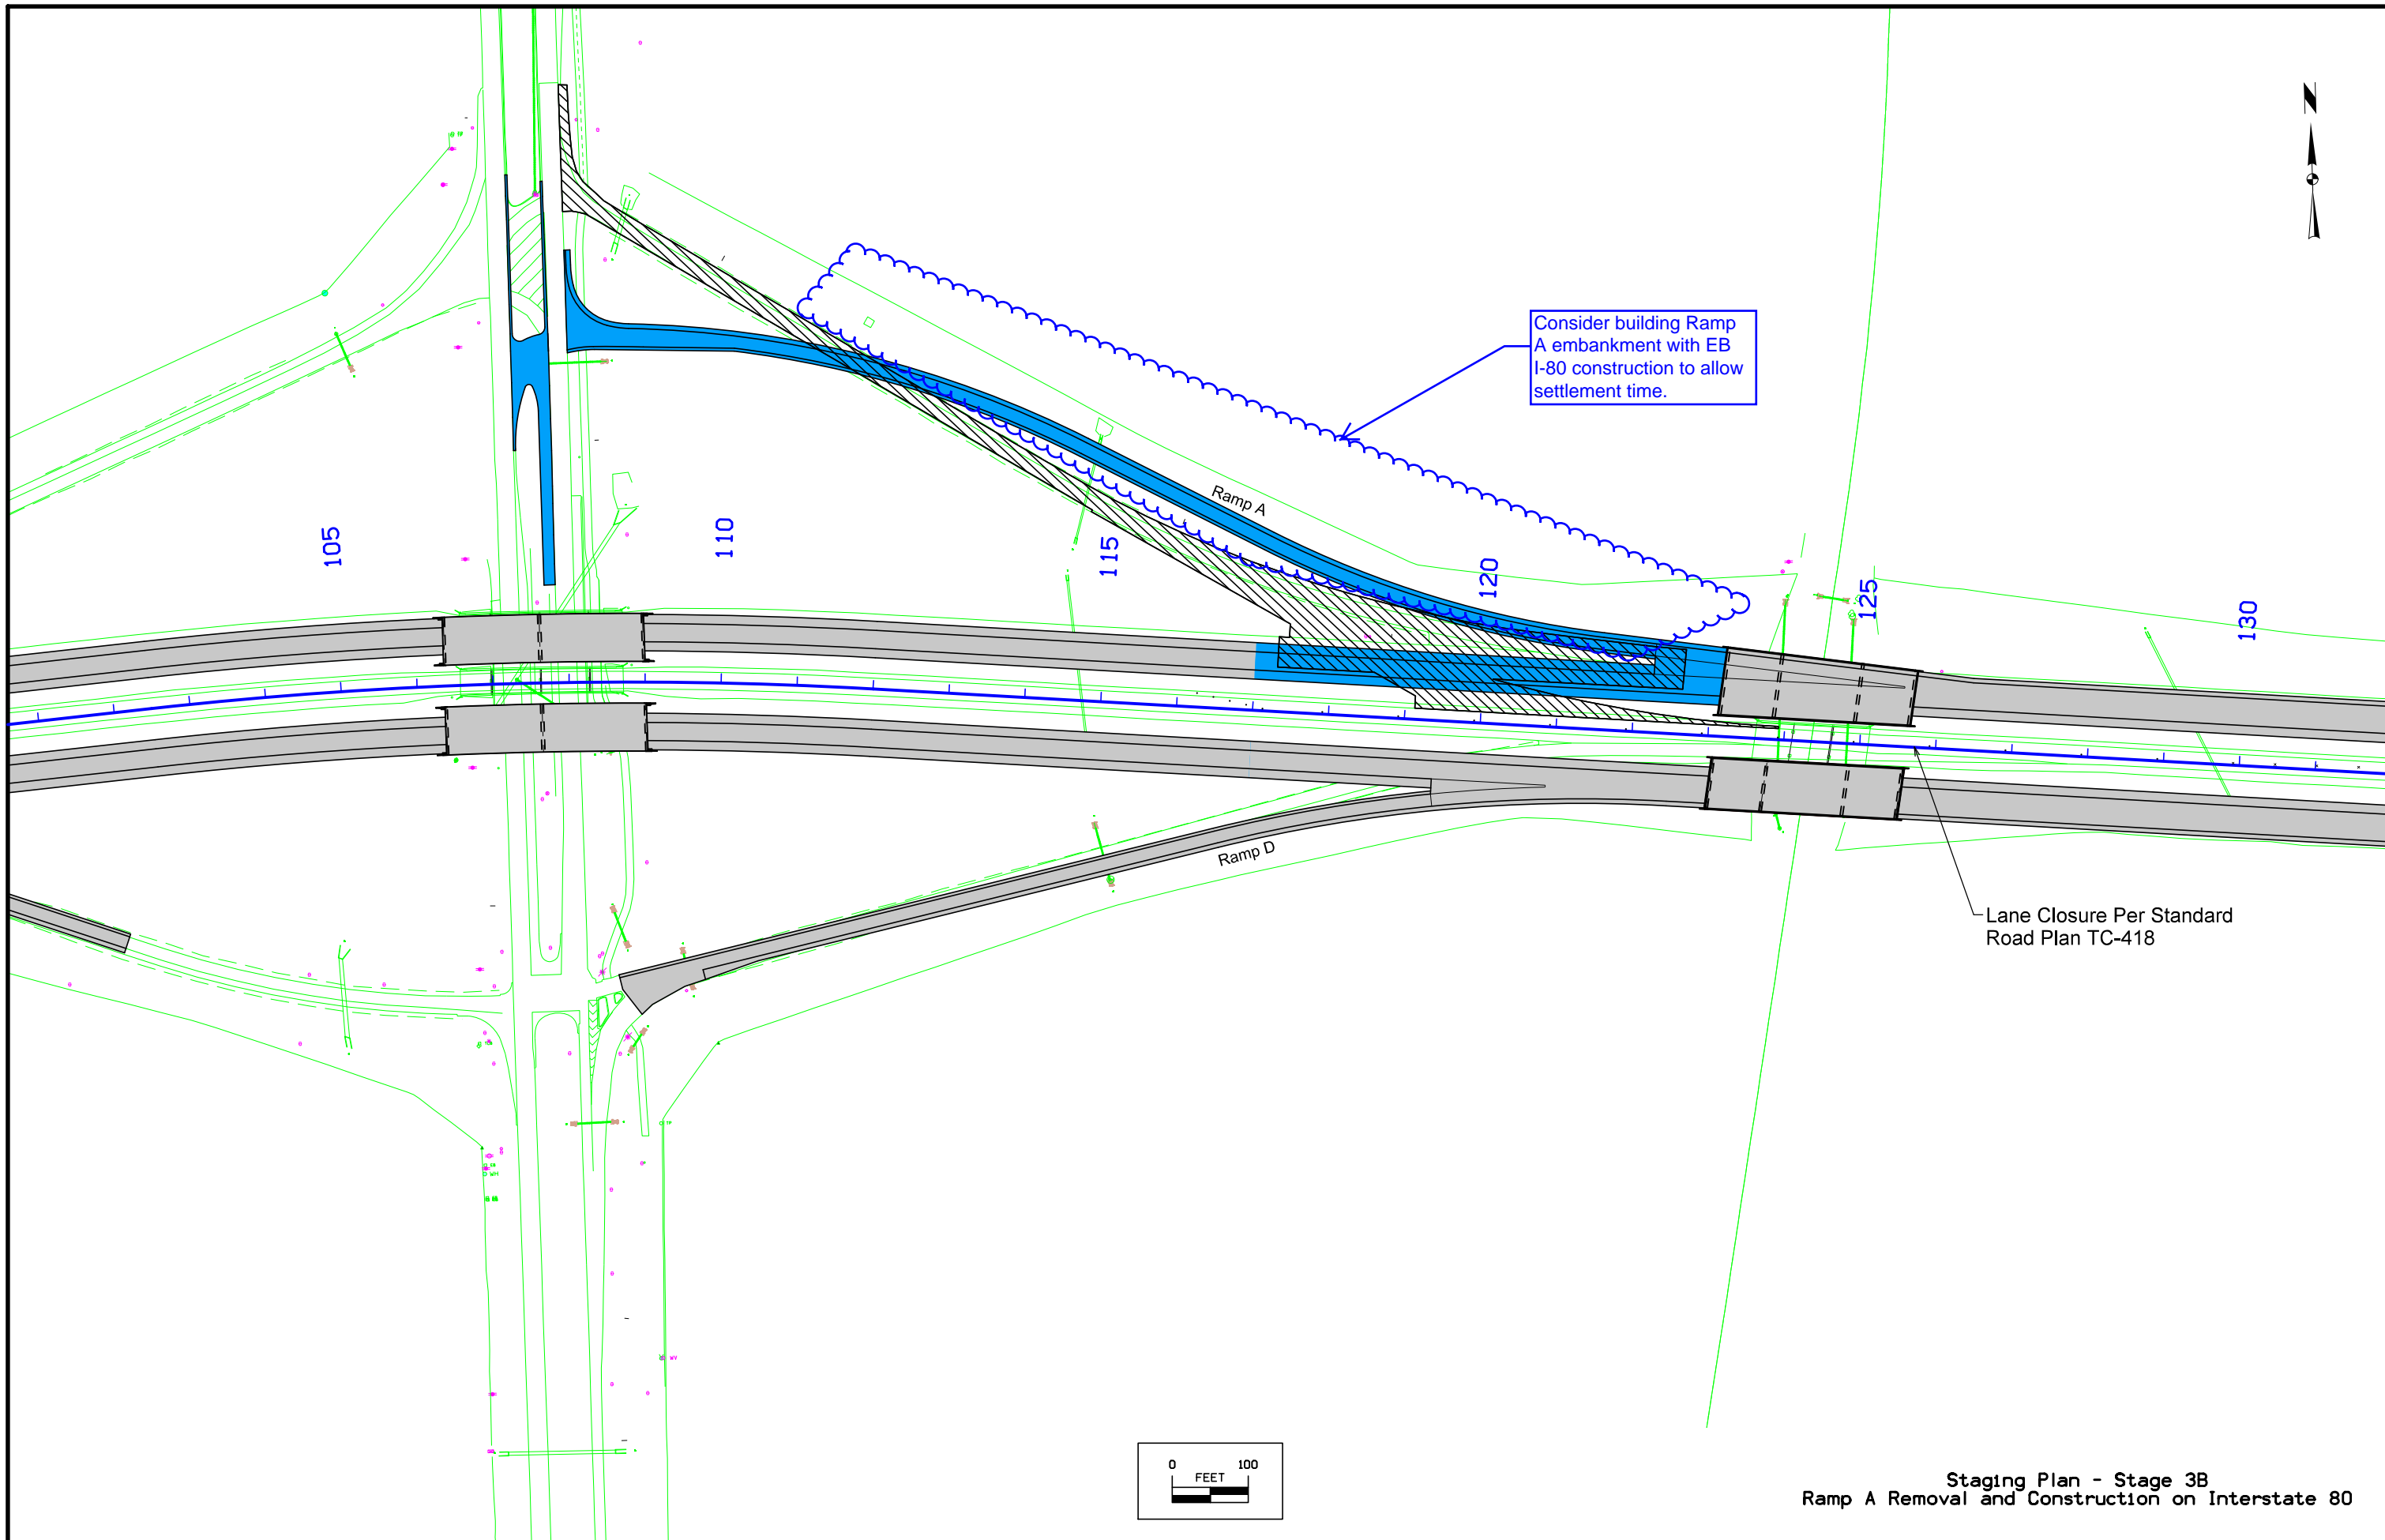 N
Consider building Ramp
A embankment with EB
I-80 construction to allow
settlement time.
Ramp A
105
110
115
120
125
130
Ramp D
Lane Closure Per Standard
Road Plan TC-418
0 100
FEET
Staging Plan - Stage 3B
Ramp A Removal and Construction on Interstate 80